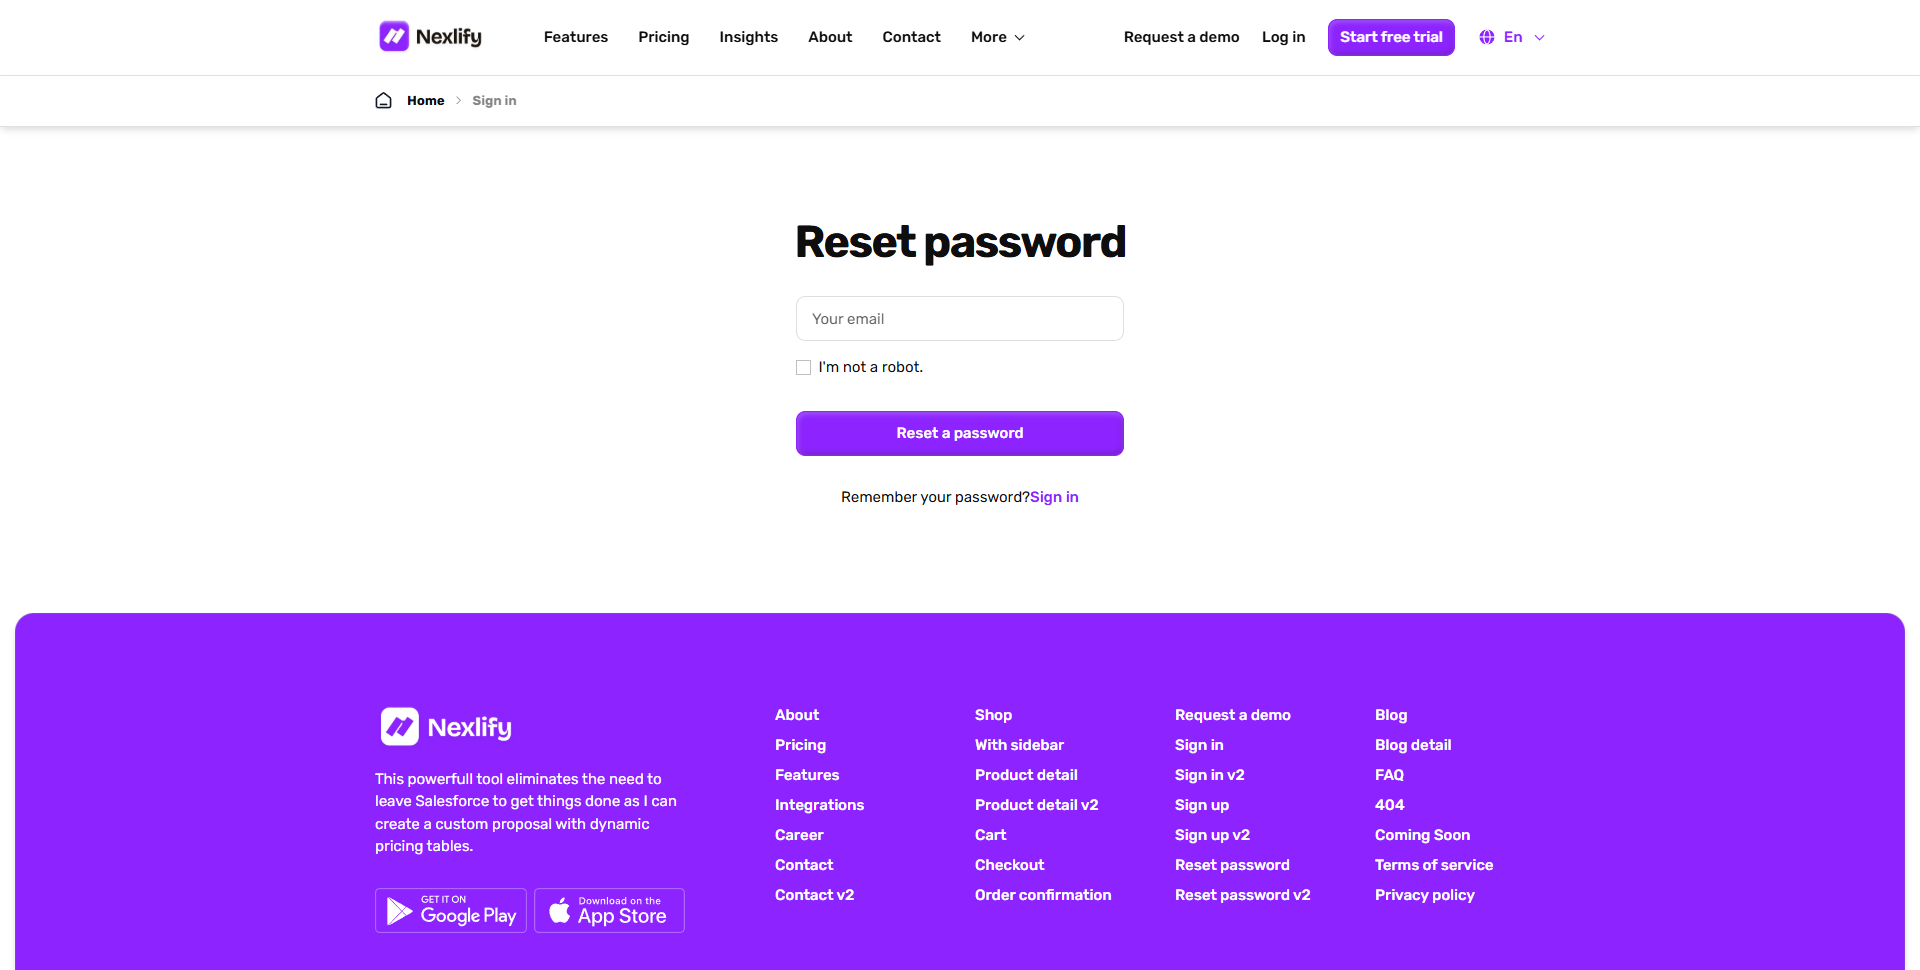 Nexlify
Features
Pricing
Insights
About
Contact
More
Request a demo
Log in
Start free trial
En
Home
Sign in
Reset password
Your email
I'm not a robot.
Reset a password
Remember your password?Sign in
Nexlify
This powerfull tool eliminates the need to
leave Salesforce to get things done as I can
create a custom proposal with dynamic
pricing tables.
GET IT ON
Google Play
Download on the
App Store
About
Pricing
Features
Integrations
Career
Contact
Contact v2
Shop
With sidebar
Product detail
Product detail v2
Cart
Checkout
Order confirmation
Request a demo
Sign in
Sign in v2
Sign up
Sign up v2
Reset password
Reset password v2
Blog
Blog detail
FAQ
404
Coming Soon
Terms of service
Privacy policy